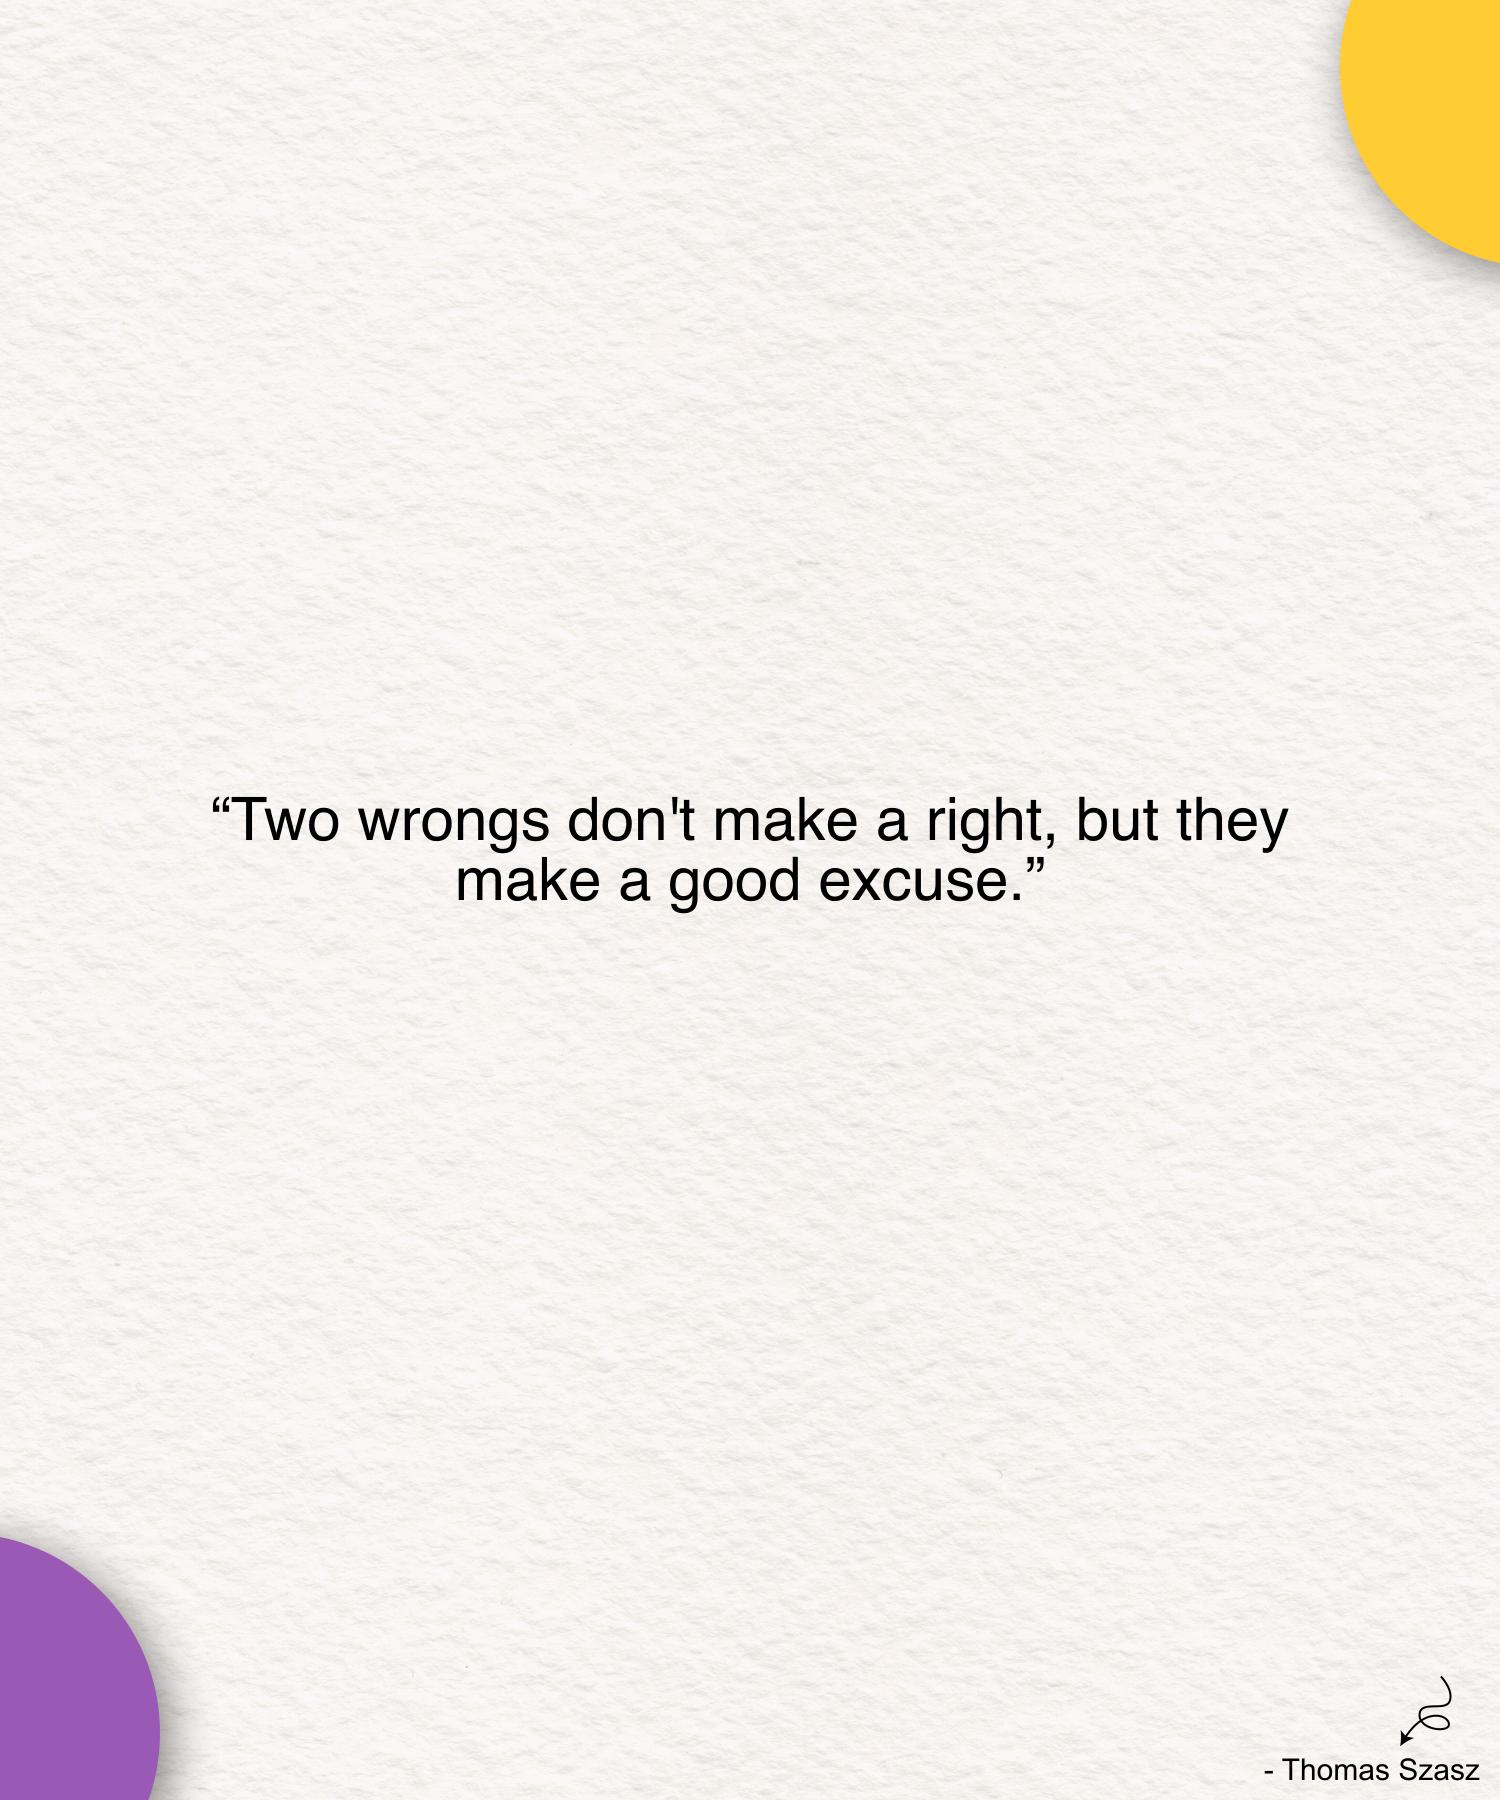 “Two wrongs don't make a right, but they
make a good excuse.”
- Thomas Szasz